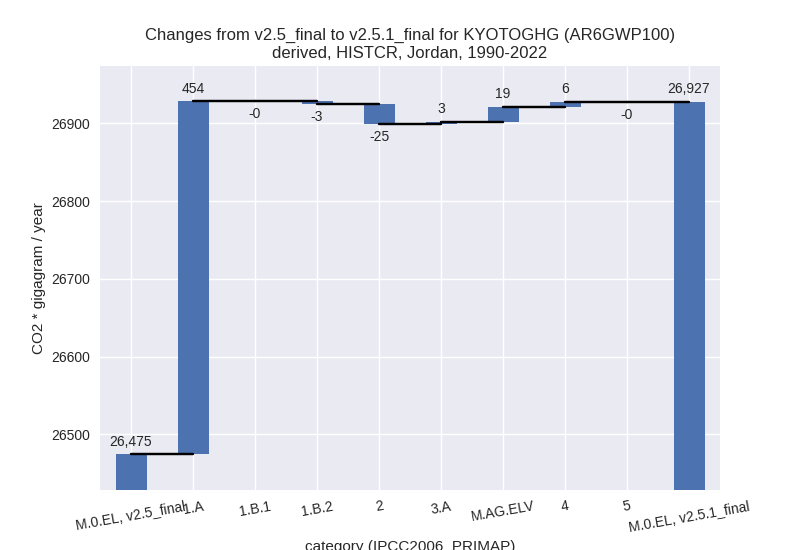 Changes from v2.5_final to v2.5.1_final for KYOTOGHG (AR6GWP100)
derived, HISTCR, Jordan, 1990-2022
454
-0
-3
-25
3
19
6
-0
26,927
26,475
26900
26800
26700
26600
26500
CO2 * gigagram / year
M.0.EL, v2.5_final
1.A
1.B.1
1.B.2
2
3.A
M.AG.ELV
4
5
M.0.EL, v2.5.1_final
category (IPCC2006_PRIMAP)